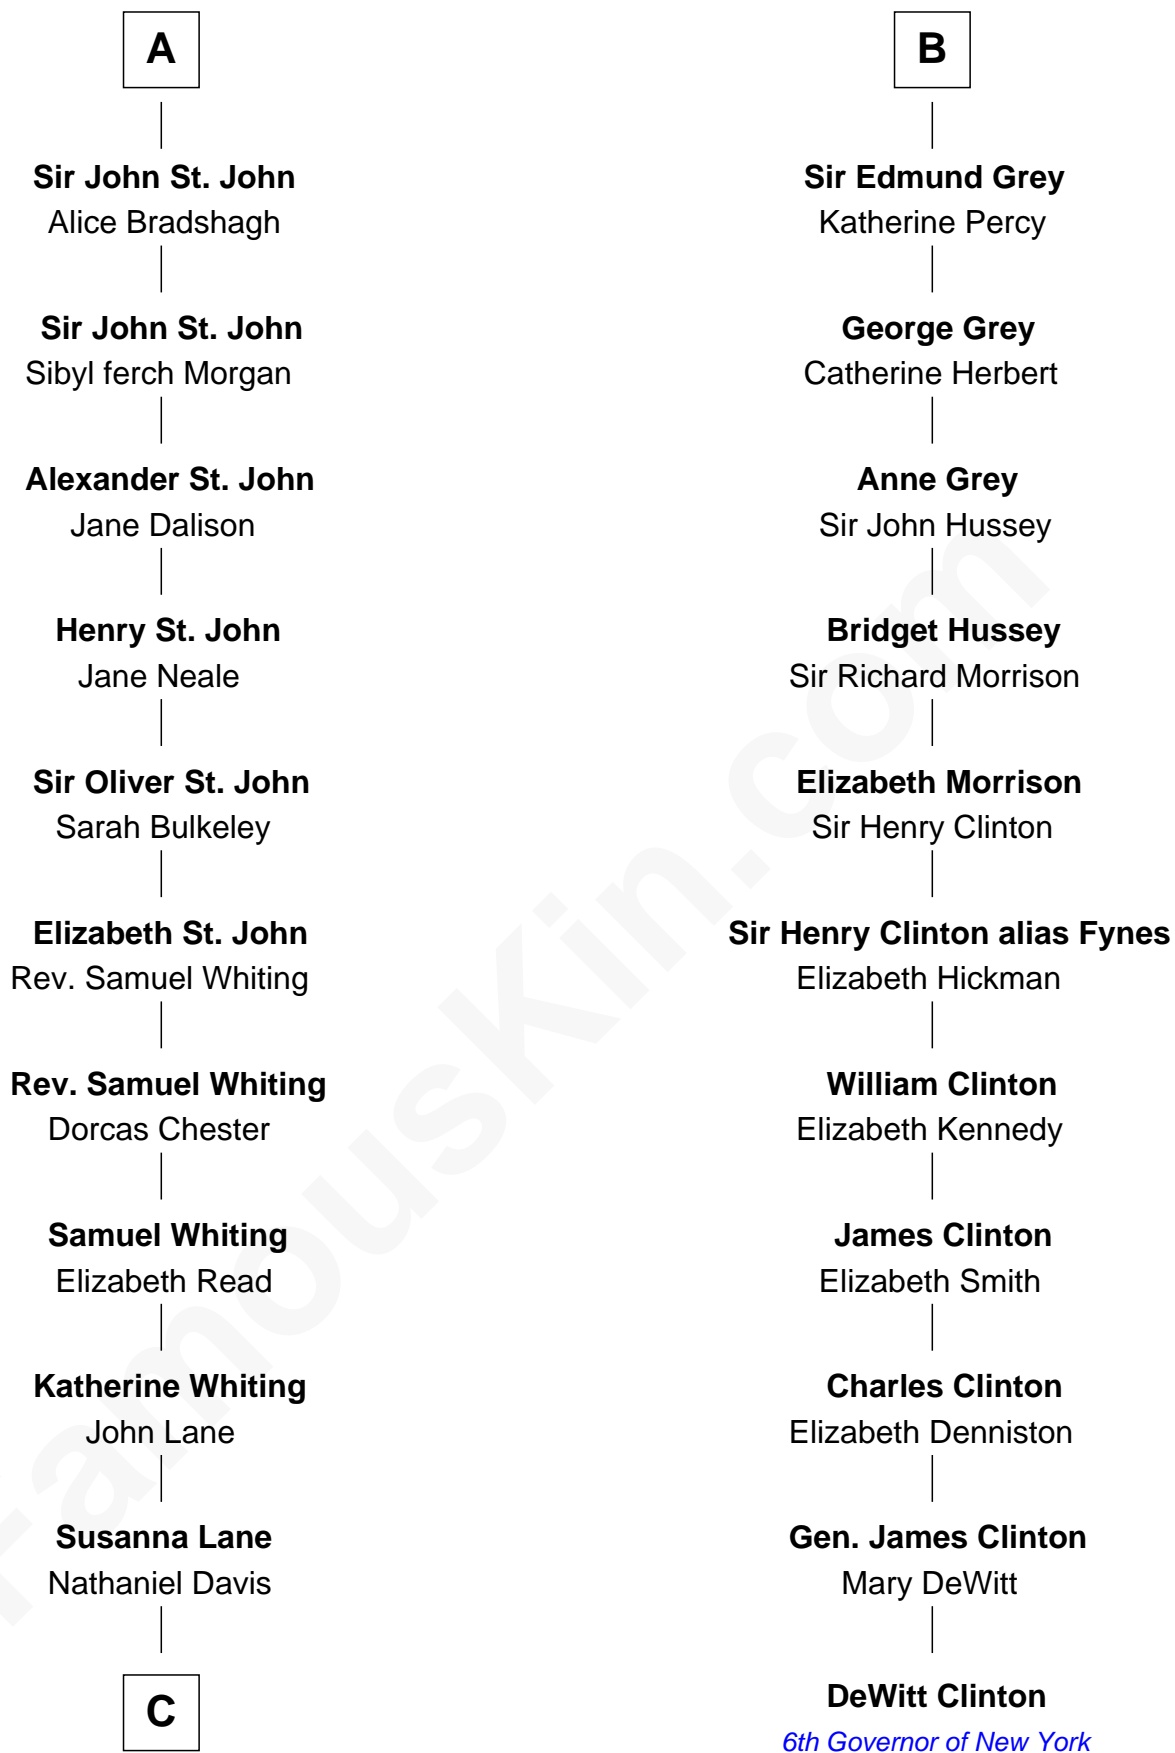 A
Sir John St. John
Alice Bradshagh
Sir John St. John
Sibyl ferch Morgan
Alexander St. John
Jane Dalison
Henry St. John
Jane Neale
Sir Oliver St. John
Sarah Bulkeley
Elizabeth St. John
Rev. Samuel Whiting
Rev. Samuel Whiting
Dorcas Chester
Samuel Whiting
Elizabeth Read
Katherine Whiting
John Lane
Susanna Lane
Nathaniel Davis
C
B
Sir Edmund Grey
Katherine Percy
George Grey
Catherine Herbert
Anne Grey
Sir John Hussey
Bridget Hussey
Sir Richard Morrison
Elizabeth Morrison
Sir Henry Clinton
Sir Henry Clinton alias Fynes
Elizabeth Hickman
William Clinton
Elizabeth Kennedy
James Clinton
Elizabeth Smith
Charles Clinton
Elizabeth Denniston
Gen. James Clinton
Mary DeWitt
DeWitt Clinton
6th Governor of New York
FamousKin.com